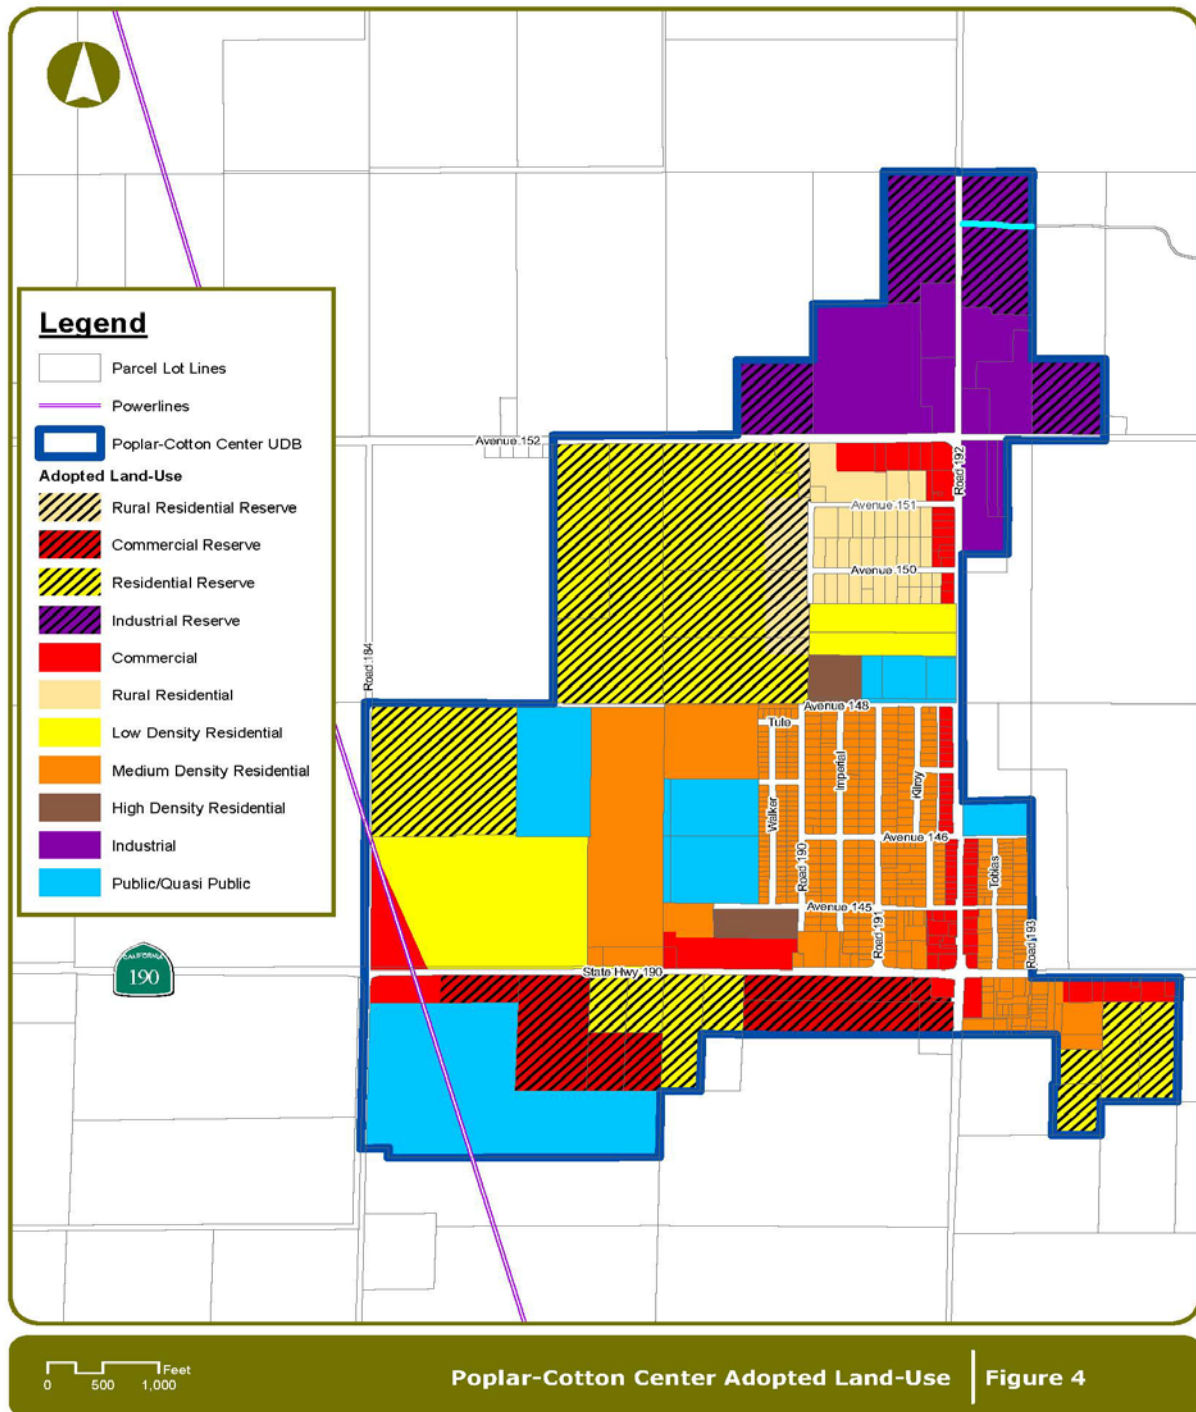 Legend
Parcel Lot Lines
Powerlines
Poplar-Cotton Center UDB
Adopted Land-Use
Rural Residential Reserve
Commercial Reserve
Residential Reserve
Industrial Reserve
Commercial
Rural Residential
Low Density Residential
Medium Density Residential
High Density Residential
Industrial
Public/Quasi Public
Avenue 152
Road 192
Avenue 151
Avenue 150
Road 184
Avenue 148
Tule
Imperial
Kilroy
Walker
Avenue 146
Road 190
Tobias
Avenue 145
Road 191
Road 193
State Hwy 190
CALIFORNIA
190
Feet
0 500 1,000
Poplar-Cotton Center Adopted Land-Use
Figure 4